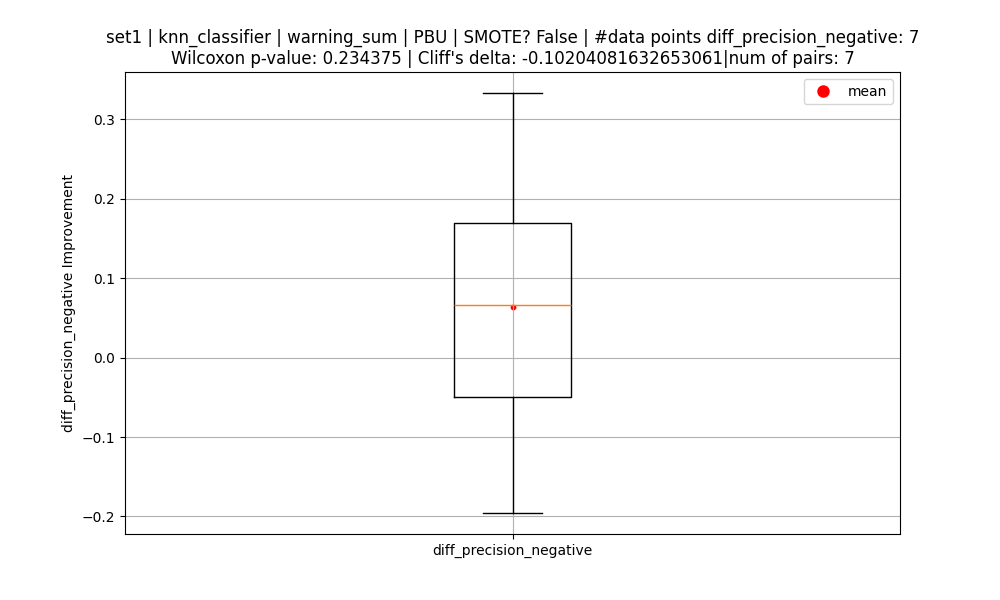 set1 | knn_classifier | warning_sum | PBU | SMOTE? False | #data points diff_precision_negative: 7
Wilcoxon p-value: 0.234375 | Cliff's delta: -0.10204081632653061|num of pairs: 7
mean
diff_precision_negative Improvement
0.3
0.2
0.1
0.0
−0.1
−0.2
diff_precision_negative